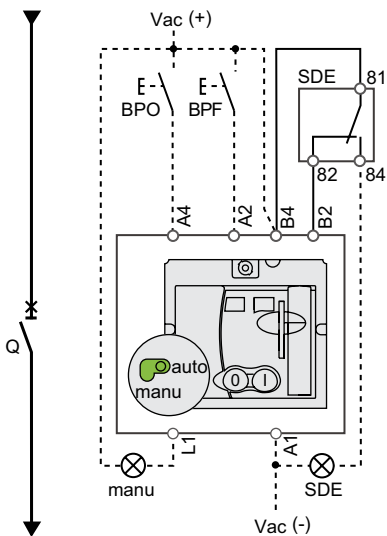 Vac (+)
SDE
81
BPO
BPF
82
84
A4
A2
B4
B2
Q
auto
manu
0
I
L1
A1
manu
SDE
Vac (-)